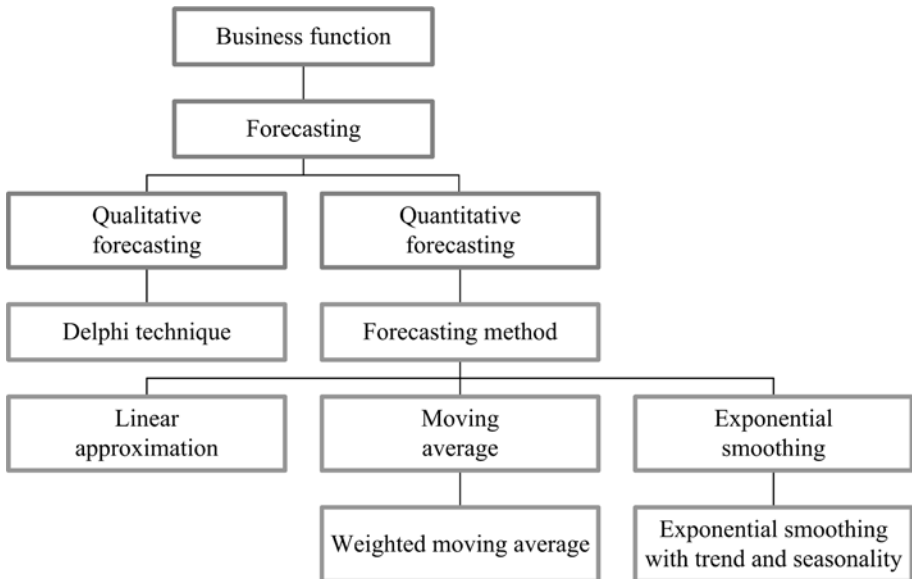 Business function
Forecasting
Qualitative
forecasting
Quantitative
forecasting
Delphi technique
Forecasting method
Linear
approximation
Moving
average
Exponential
smoothing
Weighted moving average
Exponential smoothing
with trend and seasonality